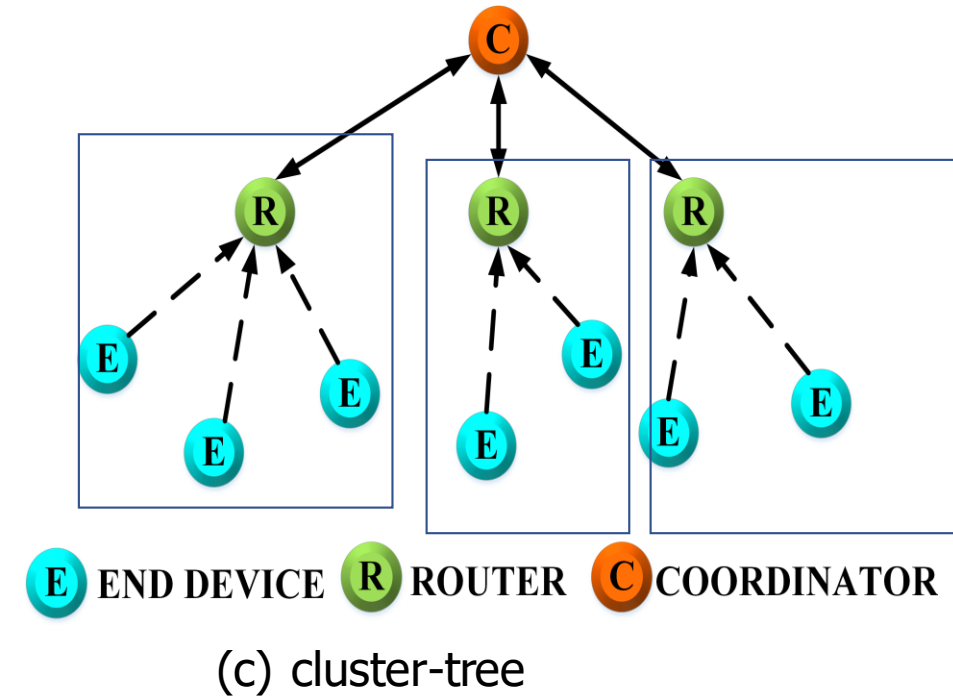 C
R R R
E E E E E E E
E END DEVICE R ROUTER C COORDINATOR
(c) cluster-tree